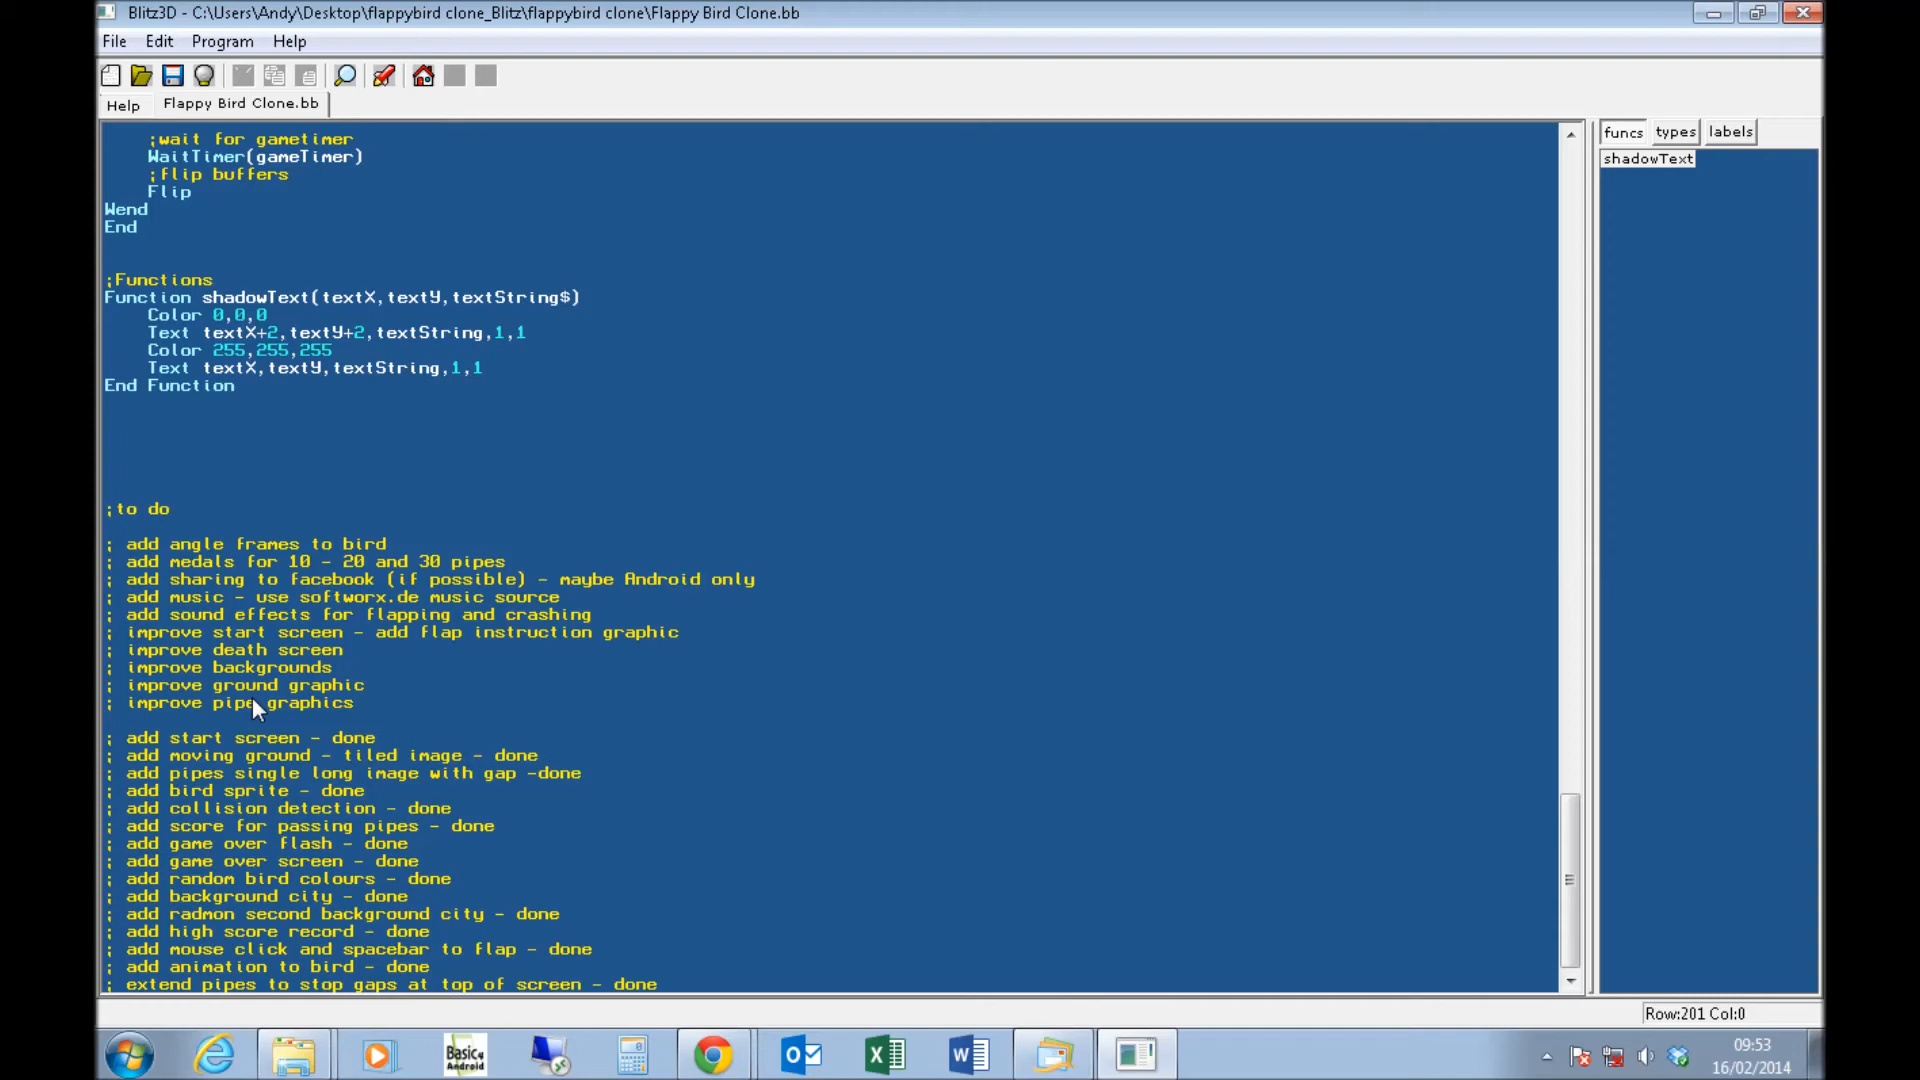 Blitz3D - C:\Users\Andy\Desktop\flappybird clone_Blitz\flappybird clone\Flappy Bird Clone.bb
File Edit Program Help
Help Flappy Bird Clone.bb
funcs types labels
shadowText
;wait for gametimer
WaitTimer(gameTimer)
;flip buffers
Flip
Wend
End
;Functions
Function shadowText(textX,textY,textString$)
Color 0,0,0
Text textX+2,textY+2,textString,1,1
Color 255,255,255
Text textX,textY,textString,1,1
End Function
;to do
; add angle frames to bird
; add medals for 10 - 20 and 30 pipes
; add sharing to facebook (if possible) - maybe Android only
; add music - use softworx.de music source
; add sound effects for flapping and crashing
; improve start screen - add flap instruction graphic
; improve death screen
; improve backgrounds
; improve ground graphic
; improve pipe graphics
; add start screen - done
; add moving ground - tiled image - done
; add pipes single long image with gap -done
; add bird sprite - done
; add collision detection - done
; add score for passing pipes - done
; add game over flash - done
; add game over screen - done
; add random bird colours - done
; add background city - done
; add radmon second background city - done
; add high score record - done
; add mouse click and spacebar to flap - done
; add animation to bird - done
; extend pipes to stop gaps at top of screen - done
Row:201 Col:0
Basic4
Android
09:53
16/02/2014